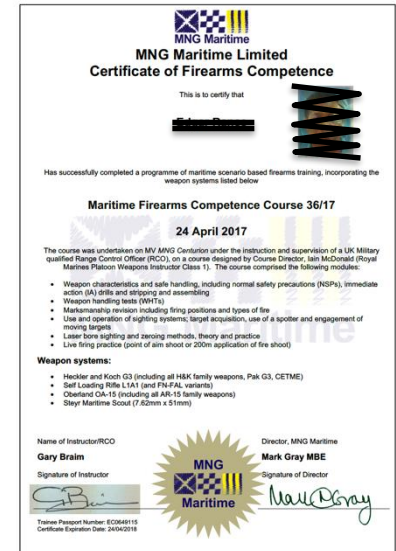 MNG Maritime
MNG Maritime Limited
Certificate of Firearms Competence
This is to certify that
Has successfully completed a programme of maritime scenario based firearms training, incorporating the
weapon systems listed below
Maritime Firearms Competence Course 36/17
24 April 2017
The course was undertaken on MV MNG Centurion under the instruction and supervision of a UK Military
qualified Range Control Officer (RCO), on a course designed by Course Director, Iain McDonald (Royal
Marines Platoon Weapons Instructor Class 1). The course comprised the following modules:
• Weapon characteristics and safe handling, including normal safety precautions (NSPs), immediate
action (IA) drills and stripping and assembling
• Weapon handling tests (WHTs)
• Marksmanship revision including firing positions and types of fire
• Use and operation of sighting systems; target acquisition, use of a spotter and engagement of
moving targets
• Laser bore sighting and zeroing methods, theory and practice
• Live firing practice (point of aim shoot or 200m application of fire shoot)
Weapon systems:
• Heckler and Koch G3 (including all H&K family weapons, Pak G3, CETME)
• Self Loading Rifle L1A1 (and FN-FAL variants)
• Oberland OA-15 (including all AR-15 family weapons)
• Steyr Maritime Scout (7.62mm x 51mm)
Name of Instructor/RCO
Director, MNG Maritime
Gary Braim
Mark Gray MBE
Signature of Instructor
Signature of Director
MNG
Maritime
Trainee Passport Number: EC0649115
Certificate Expiration Date: 24/04/2018